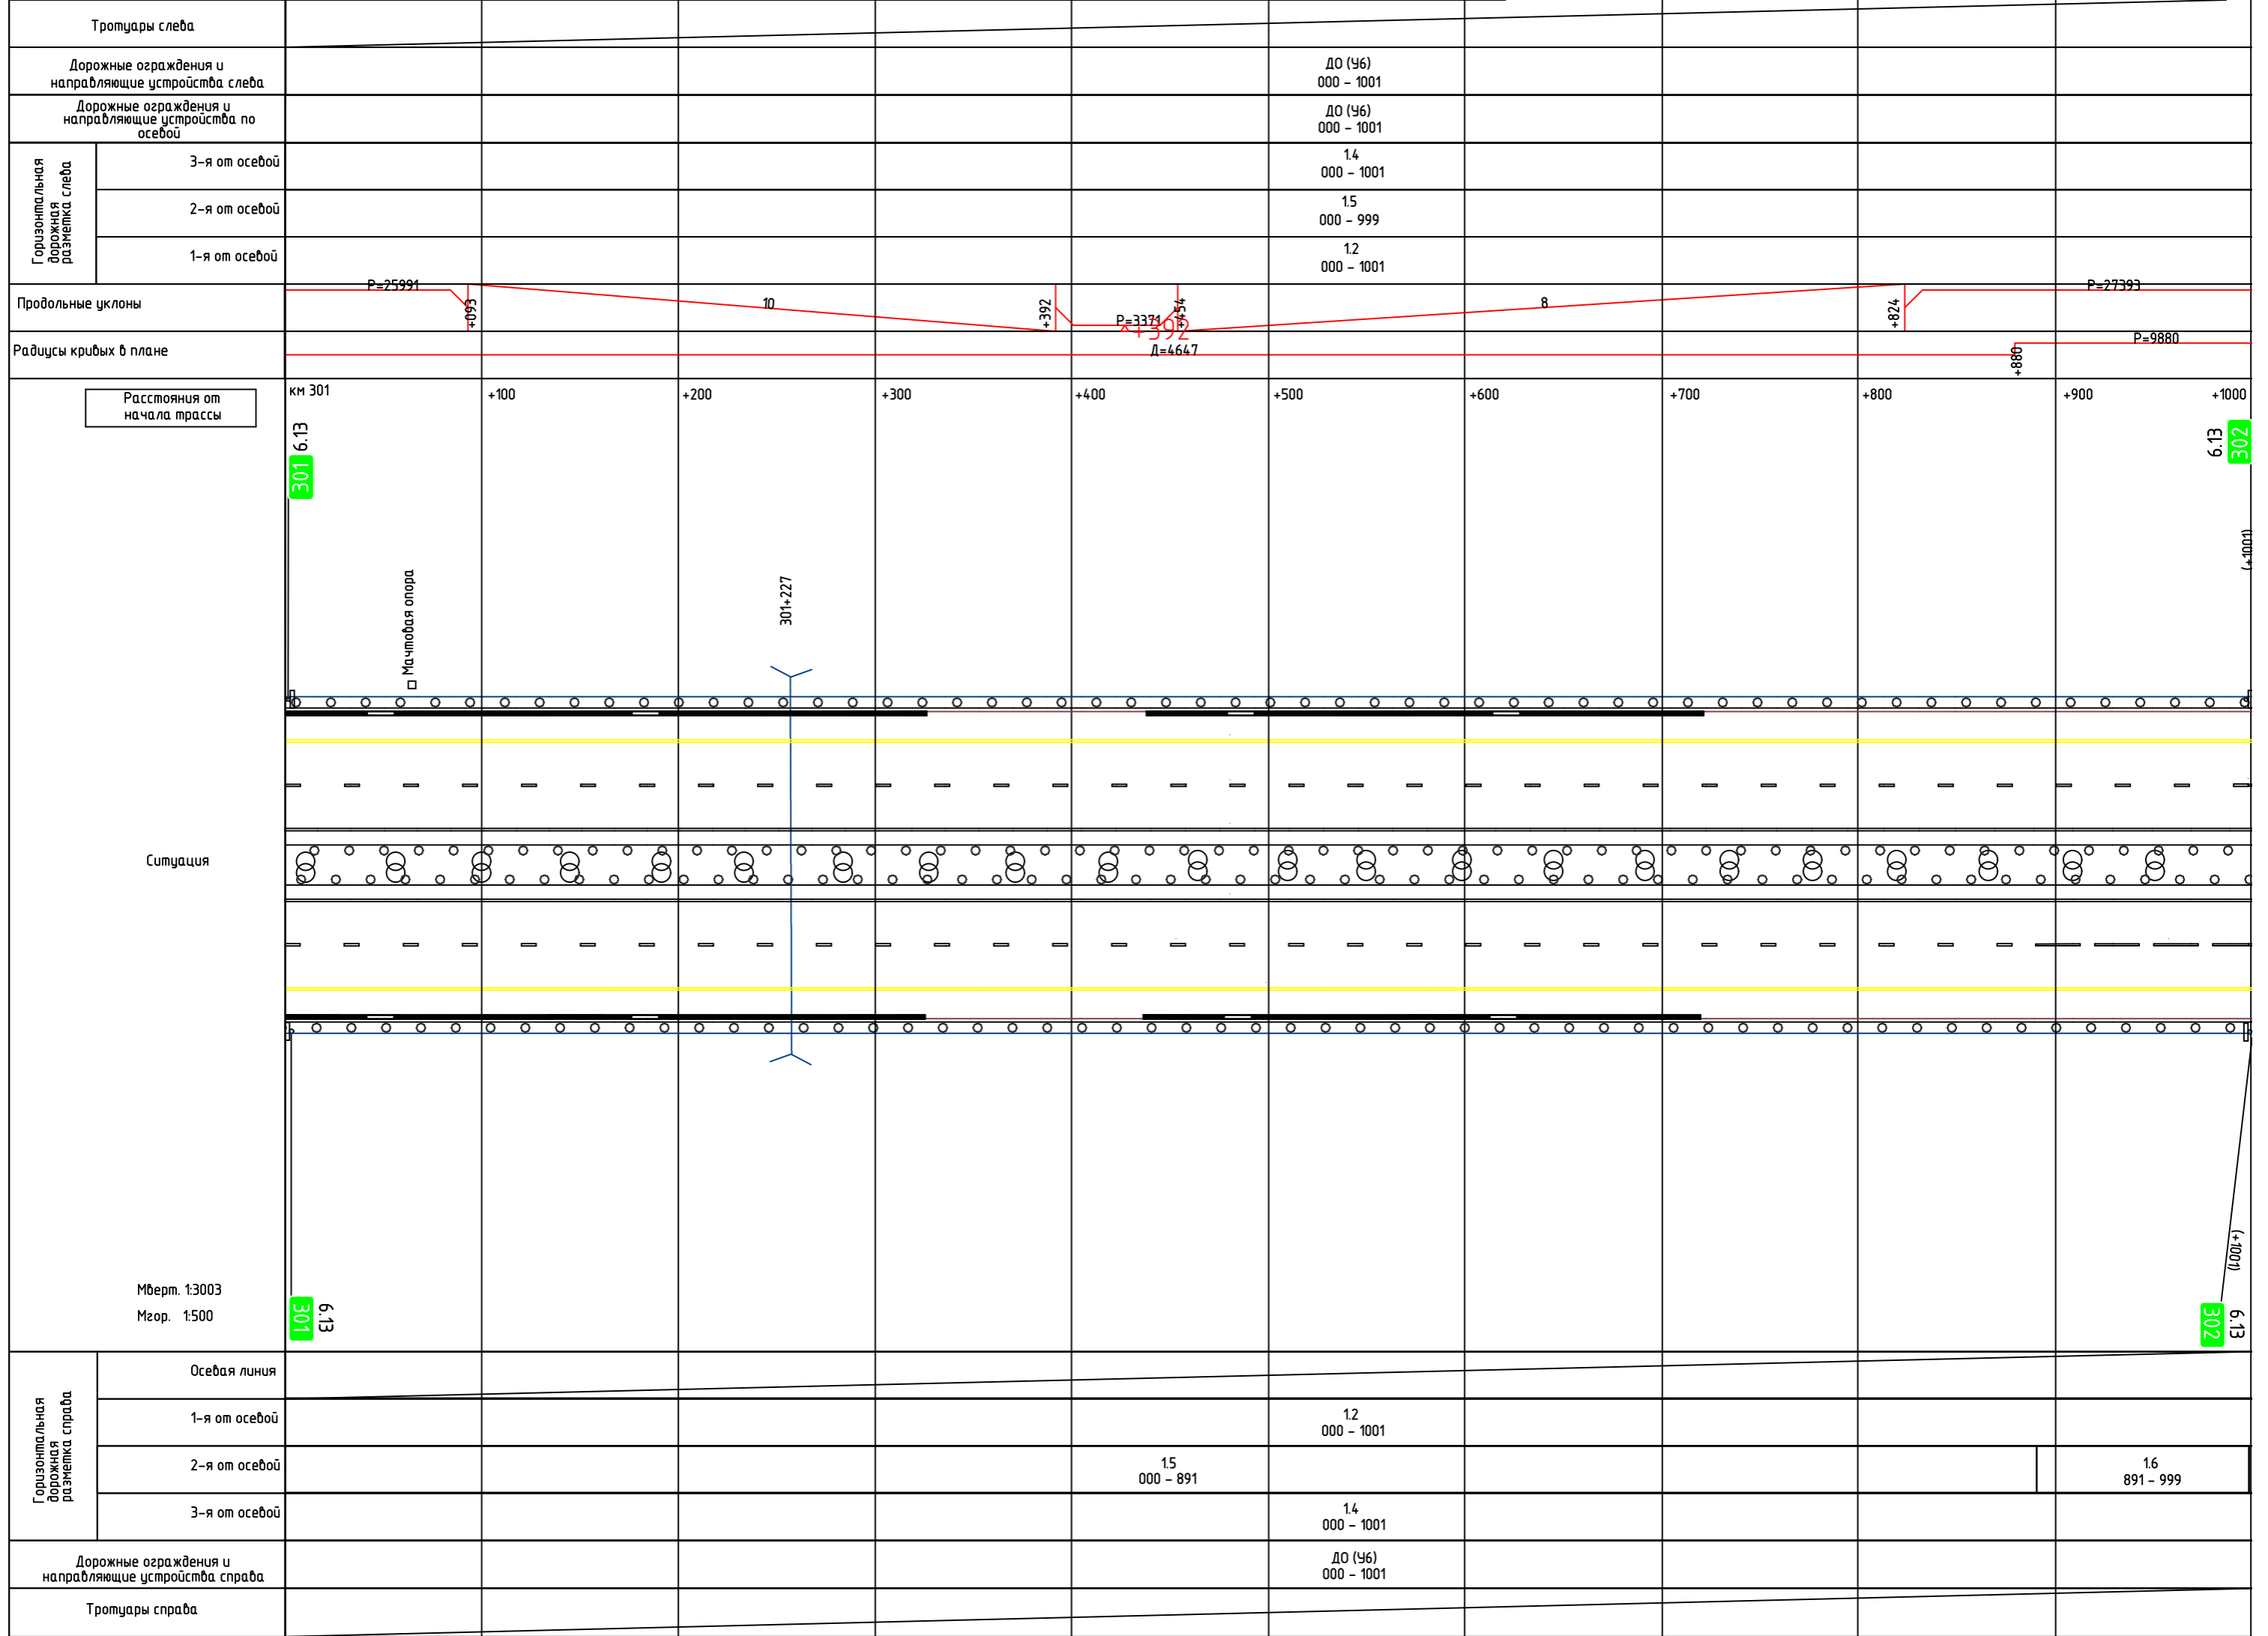 Тротуары слева
Дорожные ограждения и
направляющие устройства слева
ДО (У6)
000 – 1001
Дорожные ограждения и
направляющие устройства по
осевой
ДО (У6)
000 – 1001
Горизонтальная
дорожная
разметка слева
3-я от осевой
1.4
000 – 1001
2-я от осевой
1.5
000 – 999
1-я от осевой
1.2
000 – 1001
Продольные уклоны
Р=25991
+093
10
+392
Р=3371
+454
+392
8
+824
Р=27393
Радиусы кривых в плане
Д=4647
+880
Р=9880
Расстояния от
начала трассы
км 301
+100
+200
+300
+400
+500
+600
+700
+800
+900
+1000
301
6.13
6.13
302
(+1001)
Мачтовая опора
301+227
Ситуация
Мверт. 1:3003
Мгор. 1:500
301
6.13
(+1001)
302
6.13
Горизонтальная
дорожная
разметка справа
Осевая линия
1-я от осевой
1.2
000 – 1001
2-я от осевой
1.5
000 – 891
1.6
891 – 999
3-я от осевой
1.4
000 – 1001
Дорожные ограждения и
направляющие устройства справа
ДО (У6)
000 – 1001
Тротуары справа